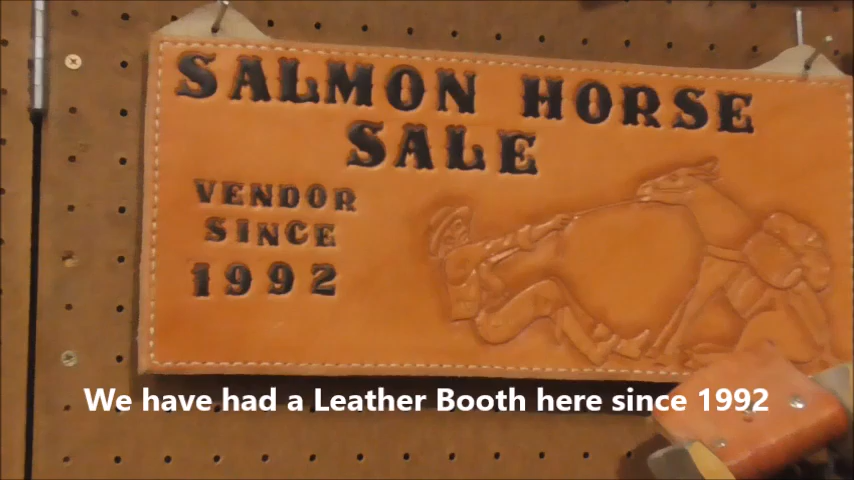 SALMON HORSE
SALE
VENDOR
SINCE
1992
We have had a Leather Booth here since 1992